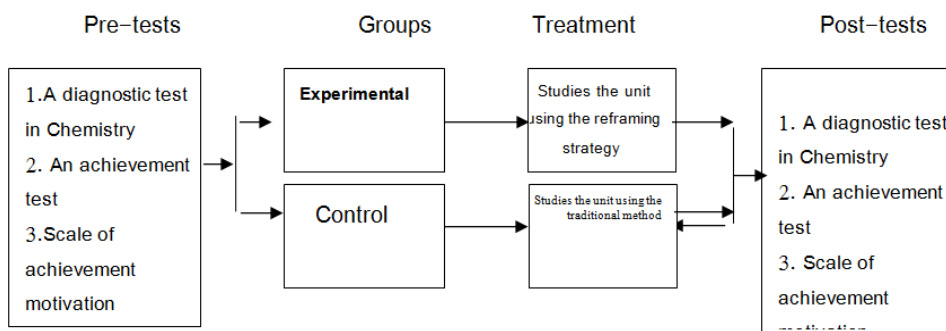 Pre-tests
Groups
Treatment
Post-tests
1.A diagnostic test
in Chemistry
2. An achievement
test
3.Scale of
achievement
motivation
Experimental
Control
Studies the unit
using the reframing
strategy
Studies the unit using the
traditional method
1. A diagnostic test
in Chemistry
2. An achievement
test
3. Scale of
achievement